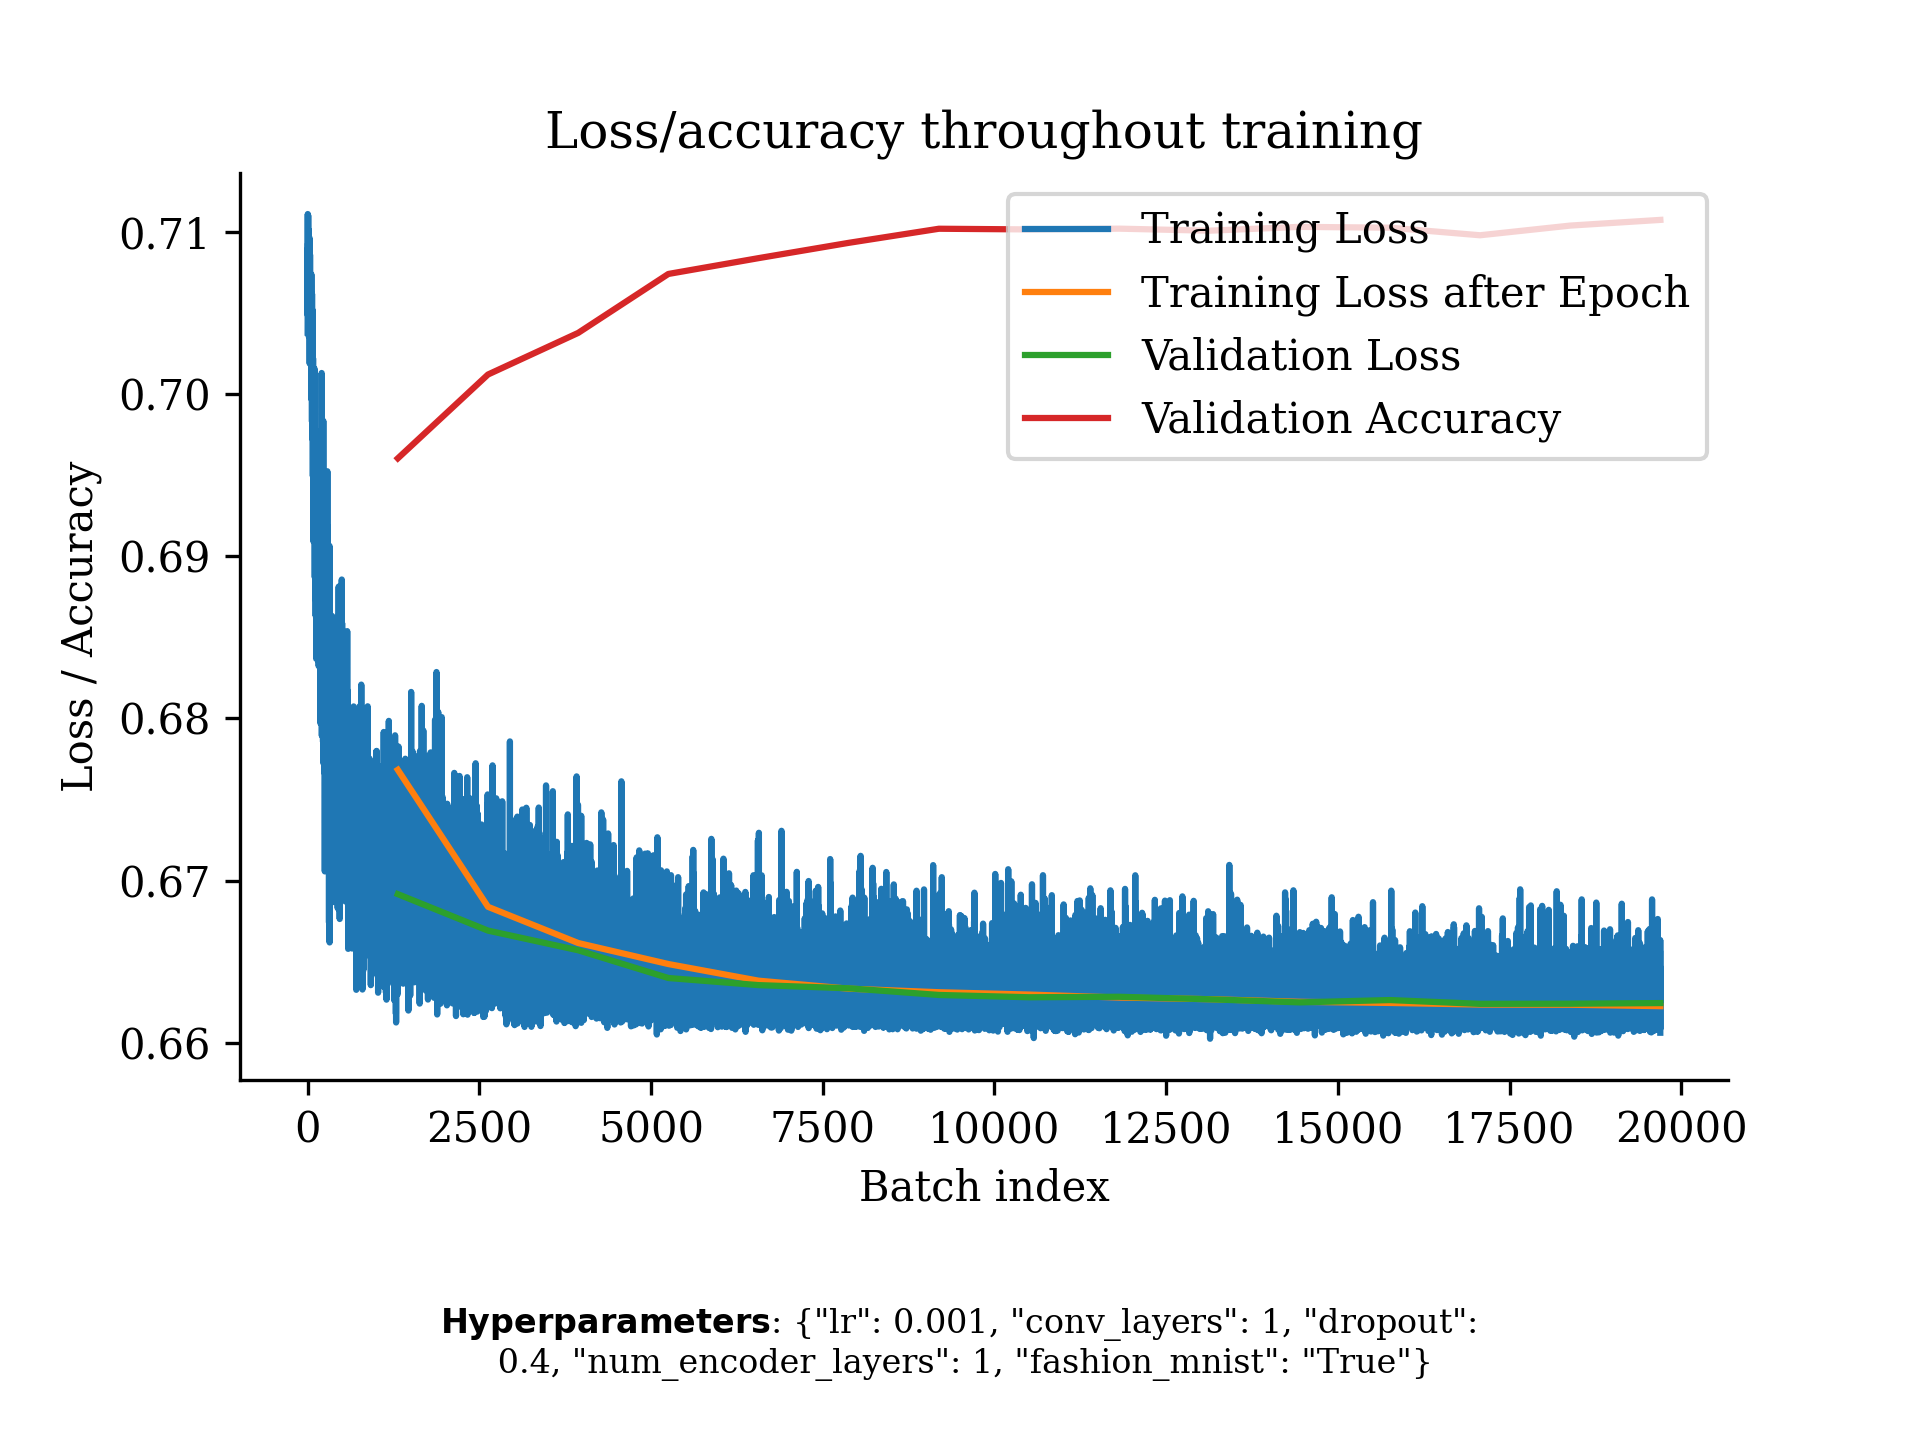 Loss/accuracy throughout training
Loss / Accuracy
0.71
0.70
0.69
0.68
0.67
0.66
Training Loss
Training Loss after Epoch
Validation Loss
Validation Accuracy
0 2500 5000 7500 10000 12500 15000 17500 20000
Batch index
Hyperparameters: {"lr": 0.001, "conv_layers": 1, "dropout":
0.4, "num_encoder_layers": 1, "fashion_mnist": "True"}